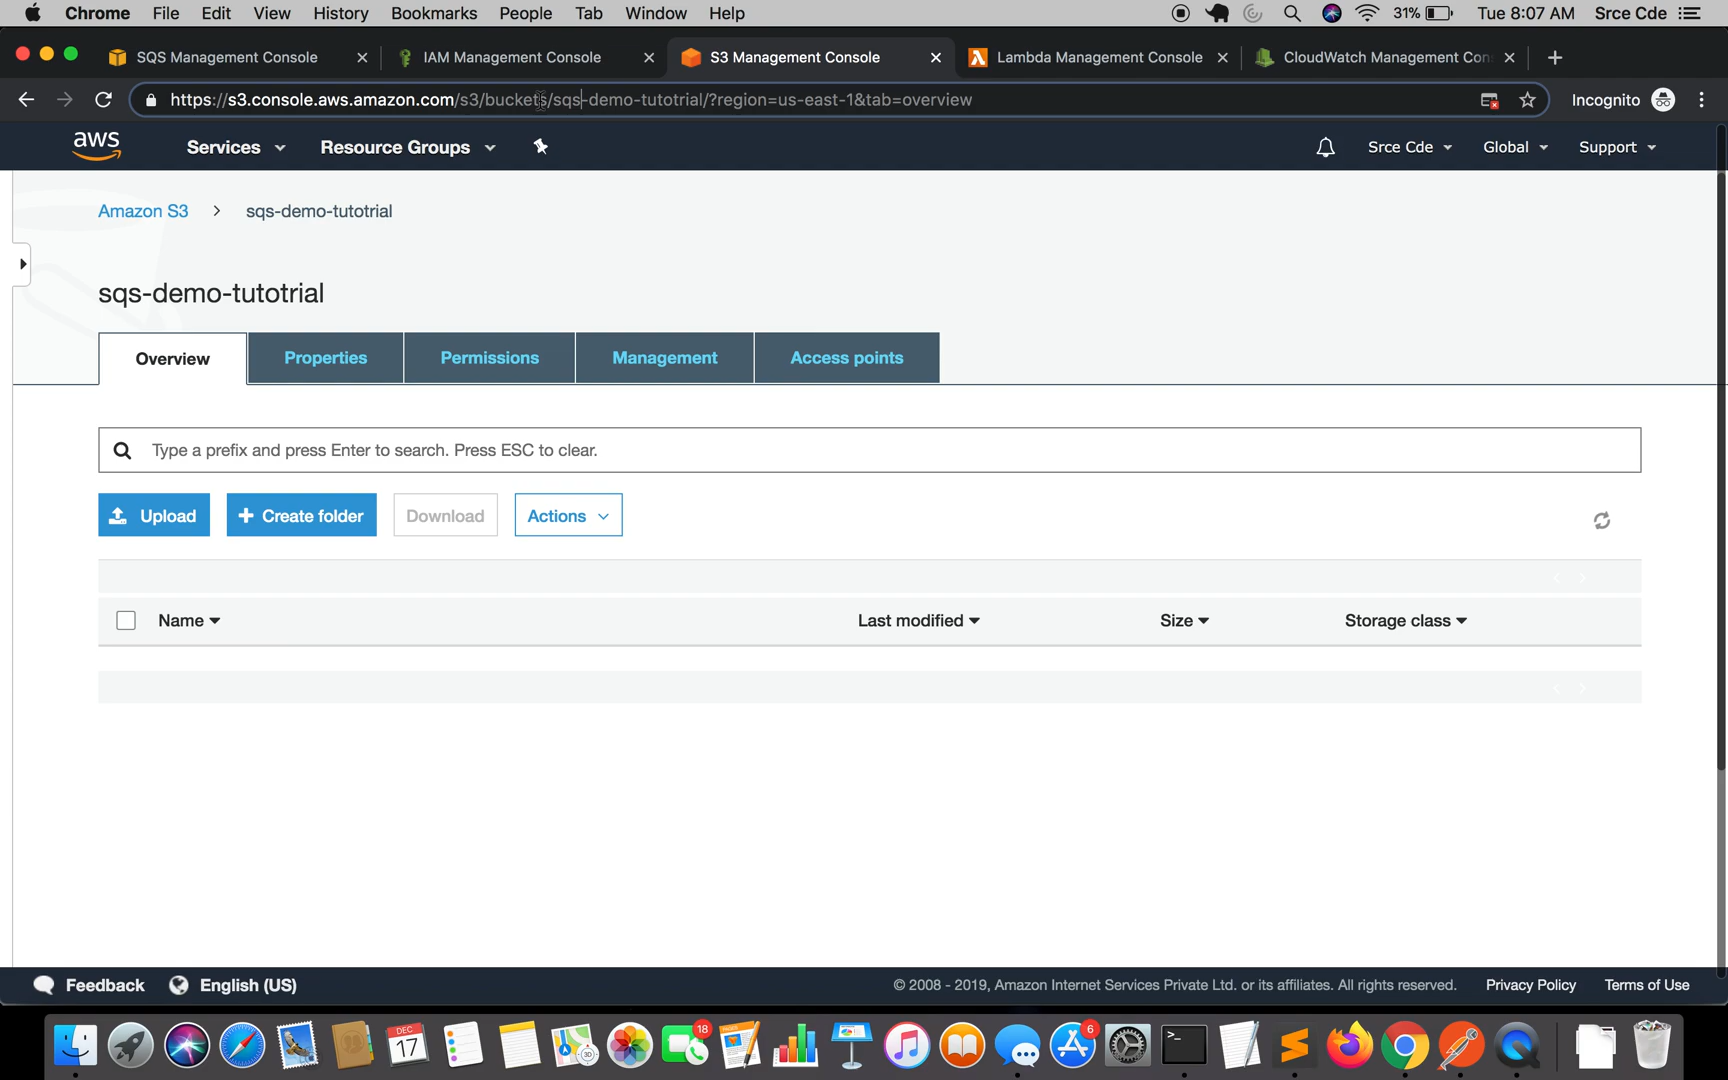 Chrome File Edit View History Bookmarks People Tab Window Help 31% Tue 8:07 AM Srce Cde
SQS Management Console IAM Management Console S3 Management Console Lambda Management Console CloudWatch Management Con
https://s3.console.aws.amazon.com/s3/buckets/sqs-demo-tutotrial/?region=us-east-1&tab=overview Incognito
aws Services Resource Groups Srce Cde Global Support
Amazon S3 > sqs-demo-tutotrial
sqs-demo-tutotrial
Overview Properties Permissions Management Access points
Type a prefix and press Enter to search. Press ESC to clear.
Upload + Create folder Download Actions
Name Last modified Size Storage class
Feedback English (US) © 2008 - 2019, Amazon Internet Services Private Ltd. or its affiliates. All rights reserved. Privacy Policy Terms of Use
DEC 17 30 18 6 >_